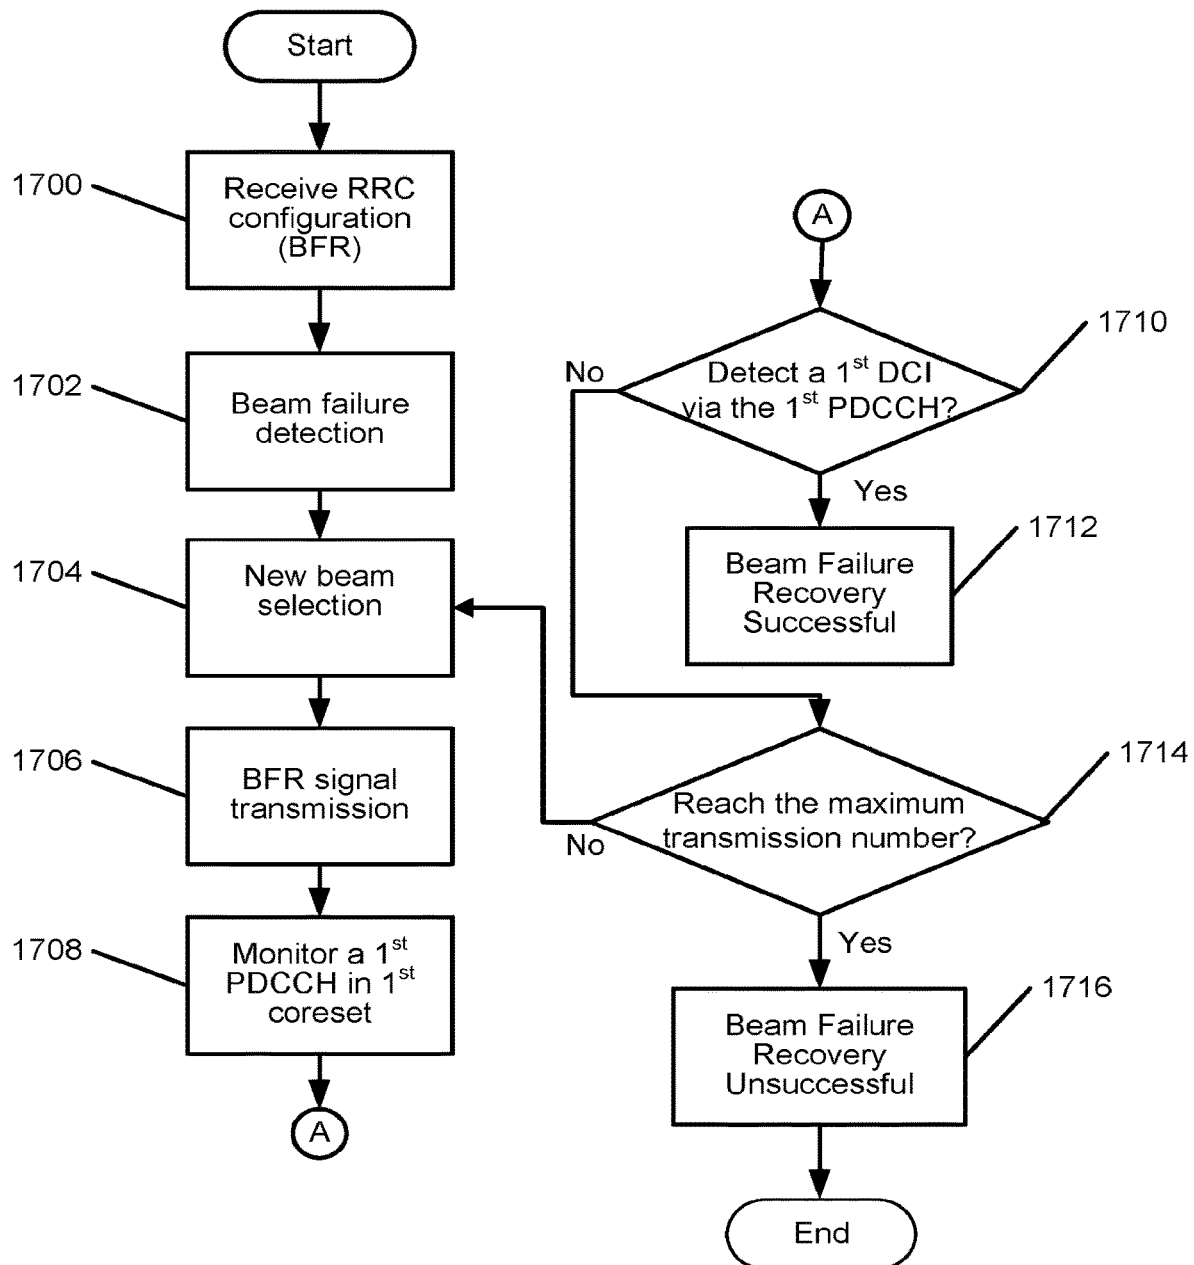 Start
1700
Receive RRC
configuration
(BFR)
1702
Beam failure
detection
1704
New beam
selection
1706
BFR signal
transmission
1708
Monitor a 1st
PDCCH in 1st
coreset
A
A
1710
No
Detect a 1st DCI
via the 1st PDCCH?
Yes
1712
Beam Failure
Recovery
Successful
1714
Reach the maximum
transmission number?
No
Yes
1716
Beam Failure
Recovery
Unsuccessful
End